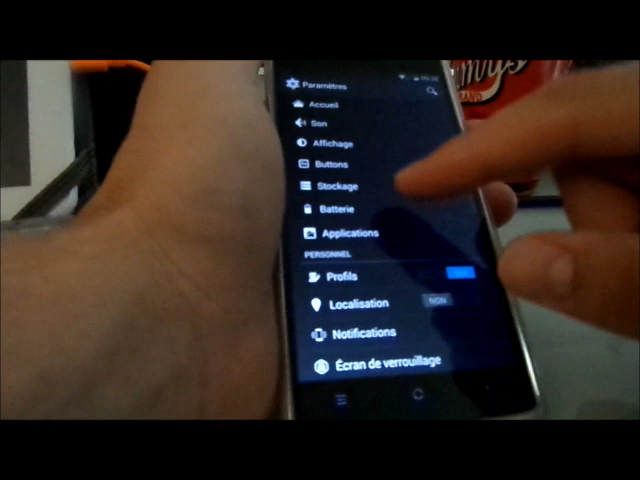 Paramètres
Accueil
Son
Affichage
Buttons
Stockage
Batterie
Applications
PERSONNEL
Profils
Localisation NON
Notifications
Écran de verrouillage